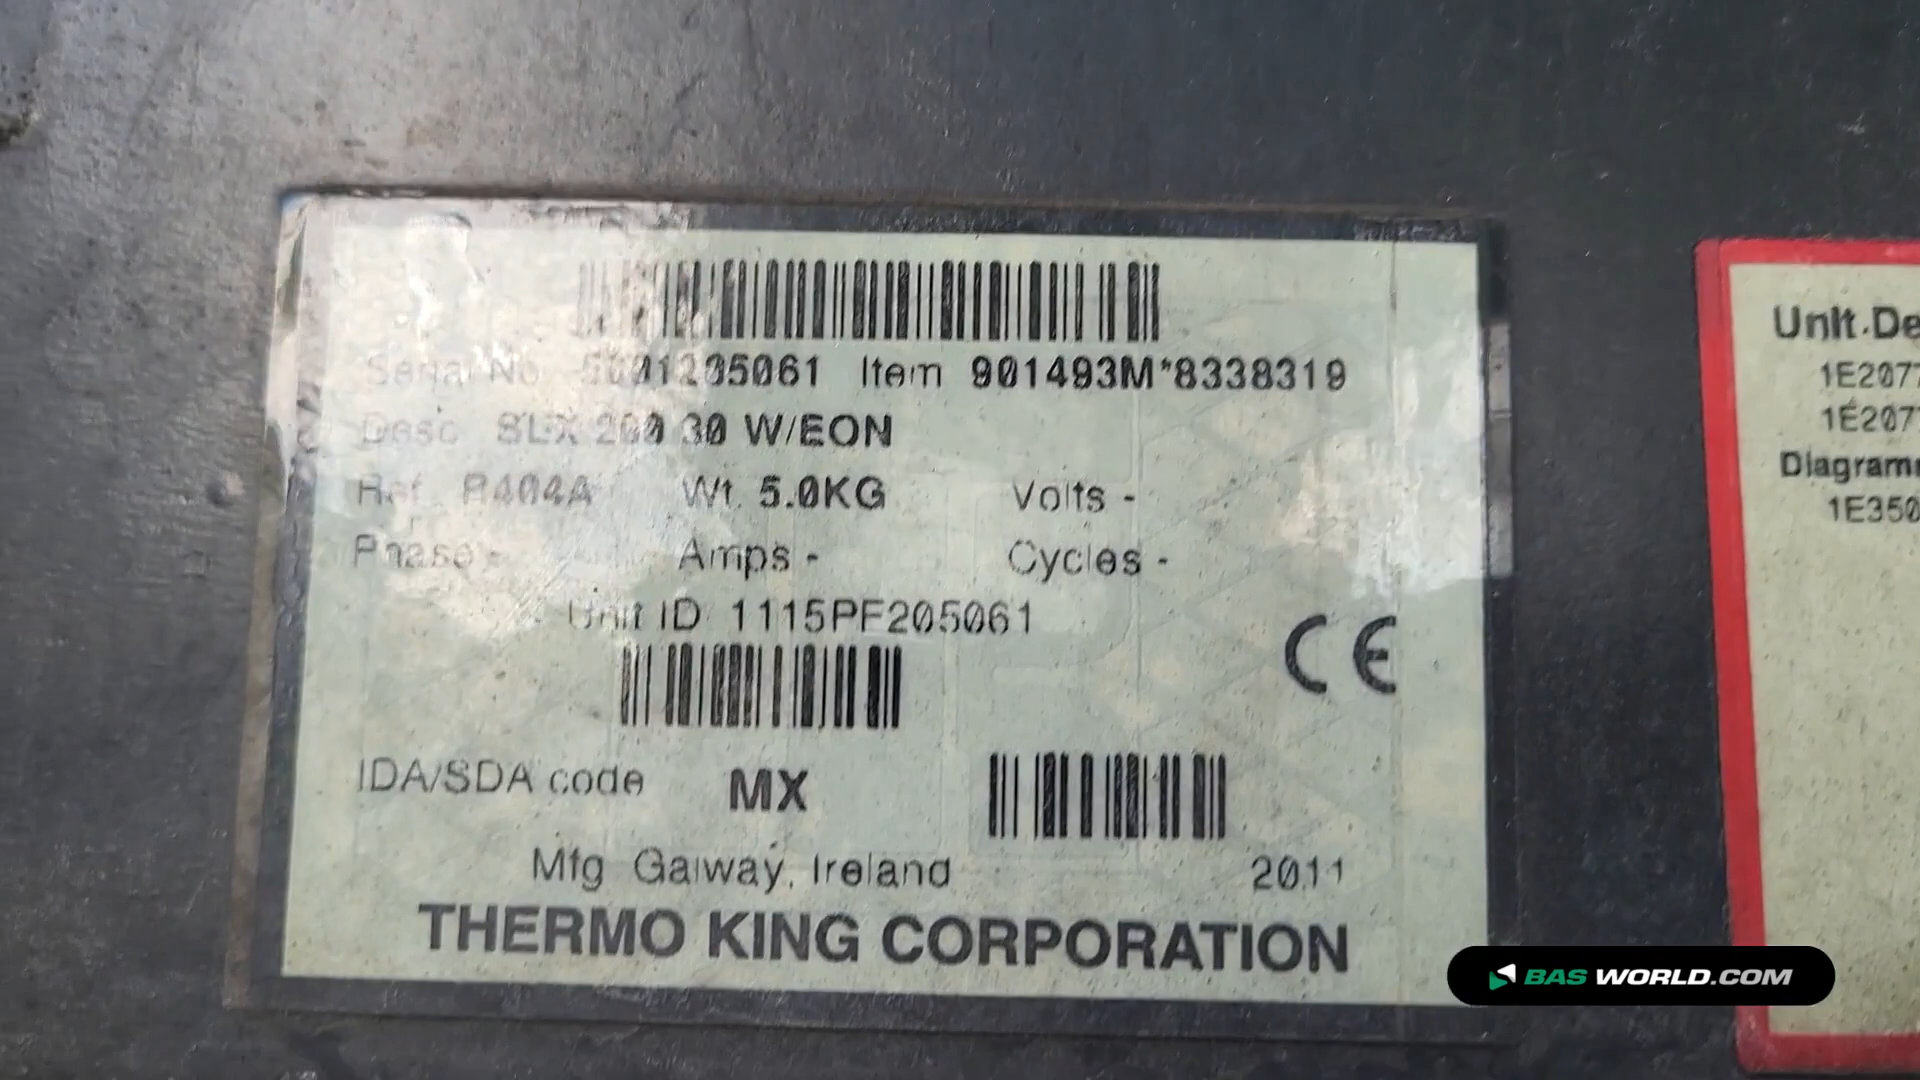 Serial No 5001205061 Item 901493M*8338319
Desc SLX 200 30 W/EON
Ref. R404A Wt. 5.0KG Volts -
Phase - Amps - Cycles -
Unit ID 1115PF205061
CE
IDA/SDA code MX
Mfg Galway, Ireland 2011
THERMO KING CORPORATION
Unit De
1E2077
1E207
Diagram
1E350
BAS WORLD.COM